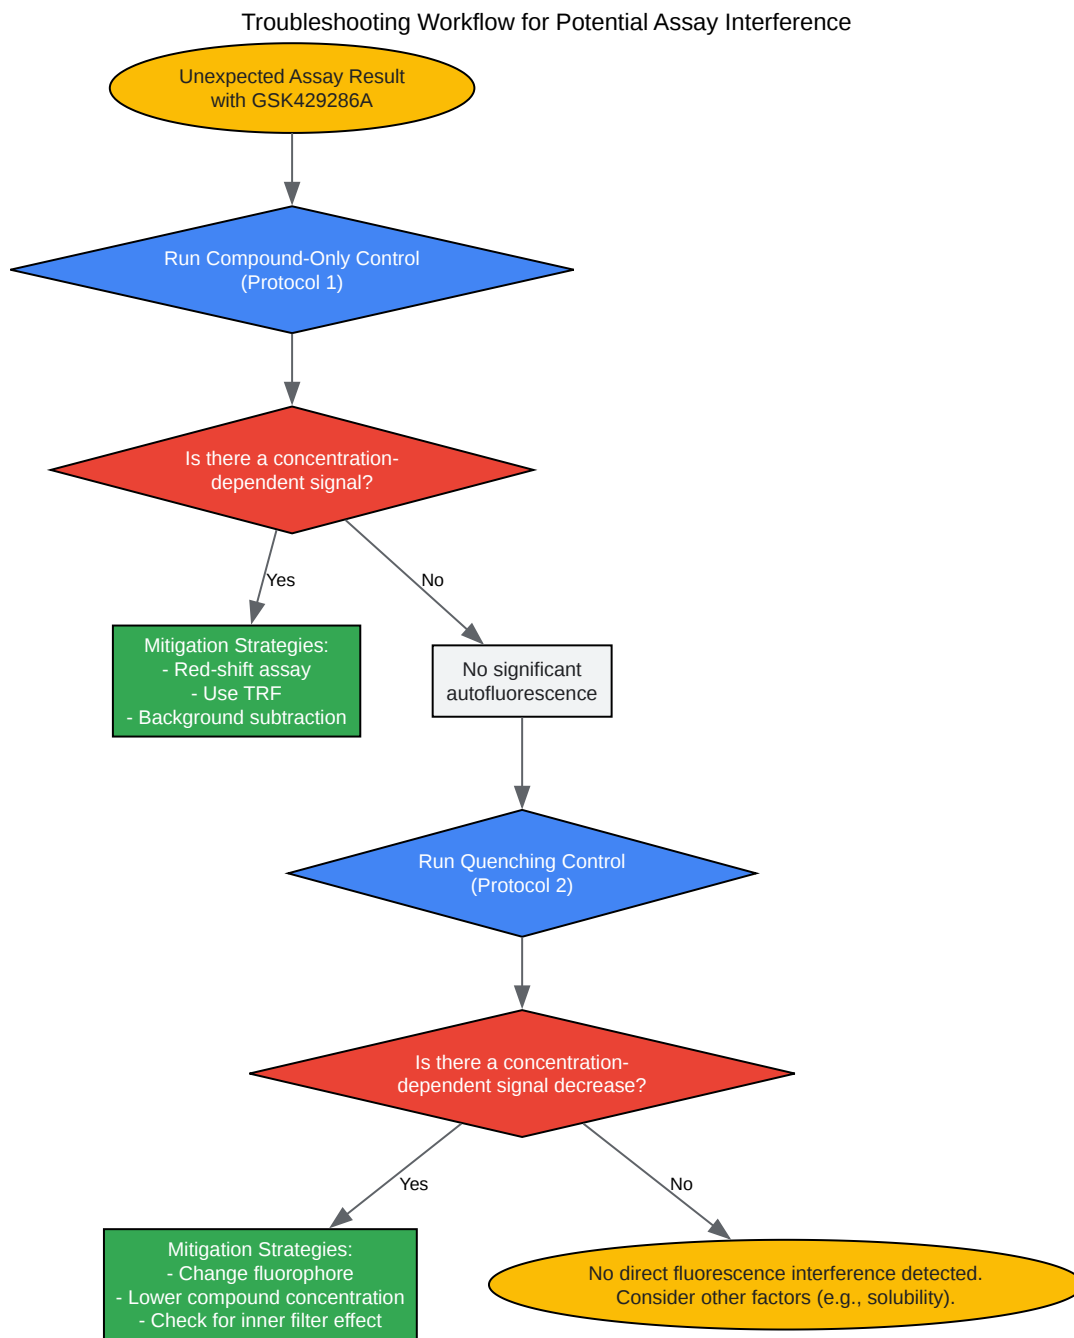 Troubleshooting Workflow for Potential Assay Interference
Unexpected Assay Result
with GSK429286A
Run Compound-Only Control
(Protocol 1)
Is there a concentration-
dependent signal?
Yes
No
Mitigation Strategies:
- Red-shift assay
- Use TRF
- Background subtraction
No significant
autofluorescence
Run Quenching Control
(Protocol 2)
Is there a concentration-
dependent signal decrease?
Yes
No
Mitigation Strategies:
- Change fluorophore
- Lower compound concentration
- Check for inner filter effect
No direct fluorescence interference detected.
Consider other factors (e.g., solubility).